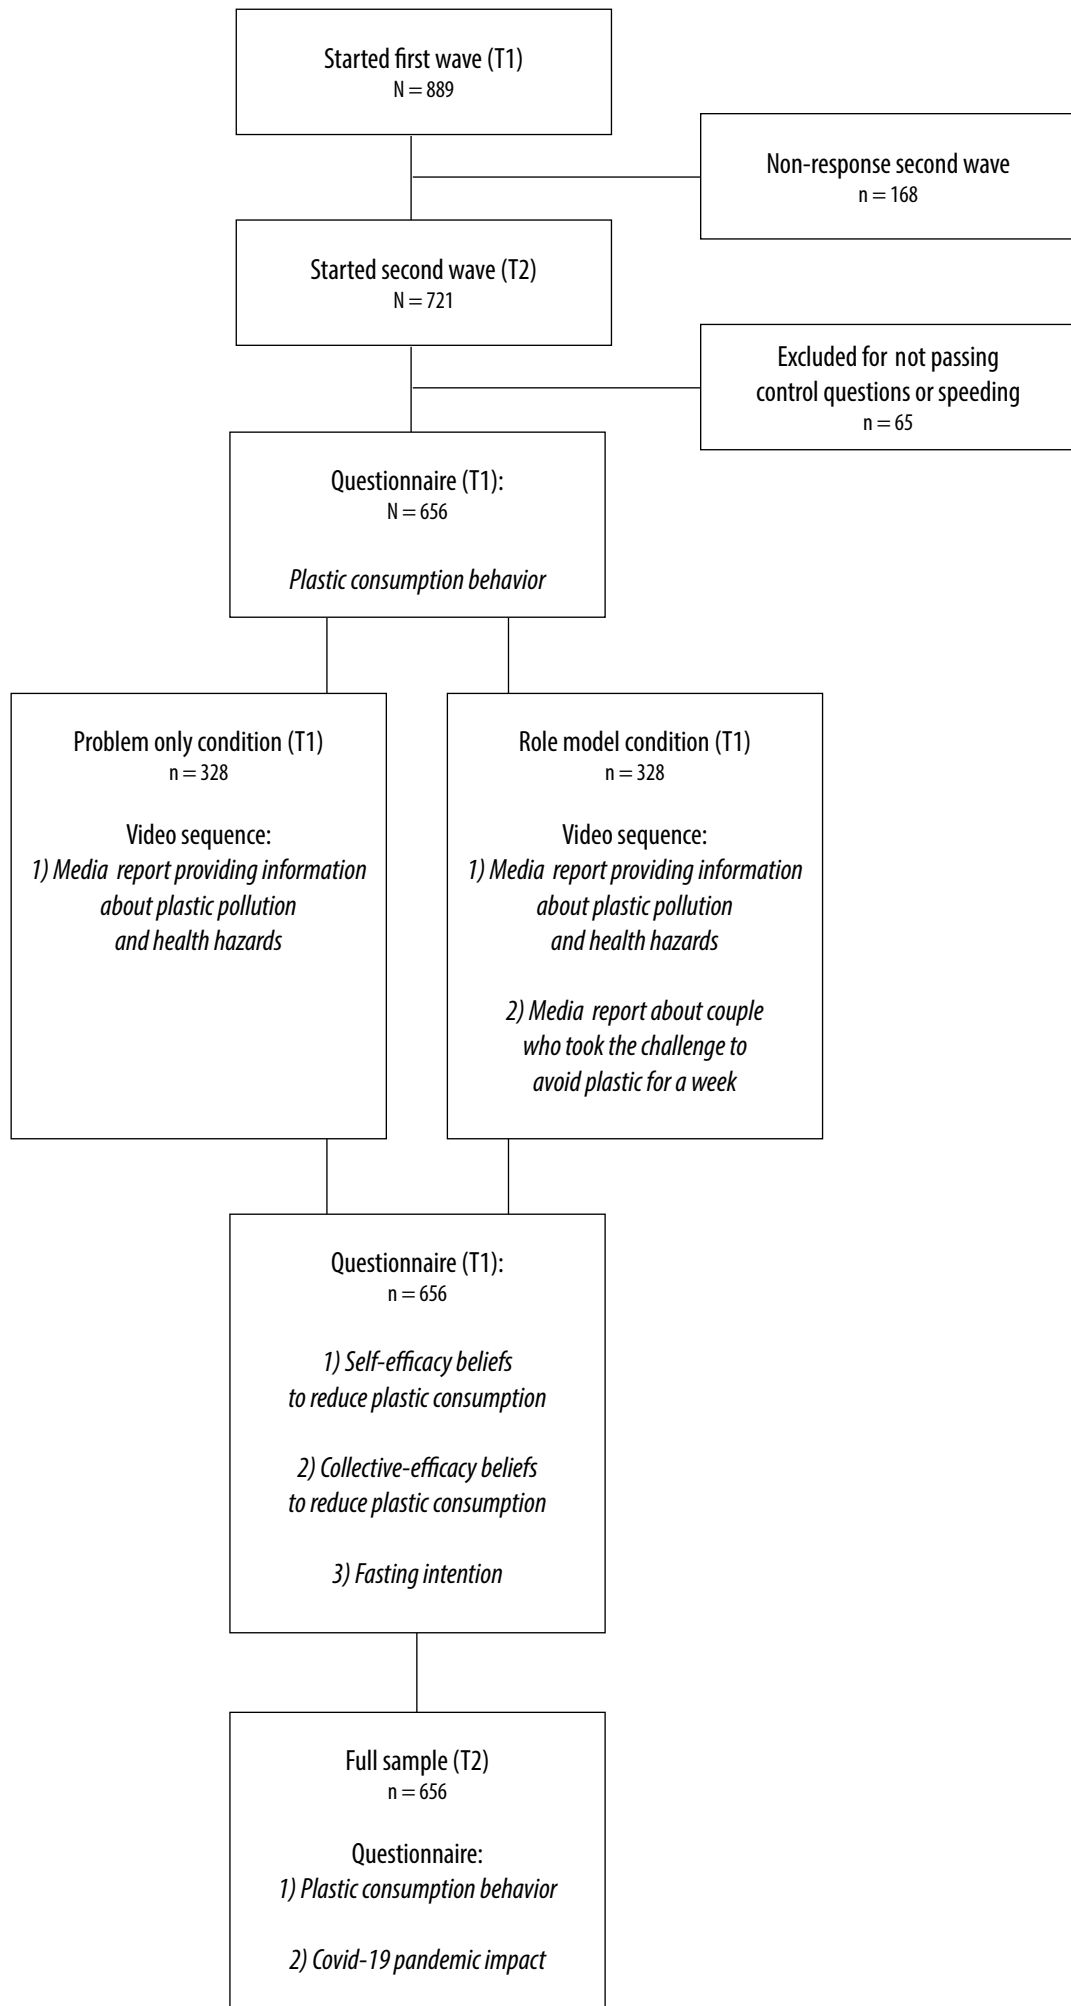 Started first wave (T1)
N = 889
Non-response second wave
n = 168
Started second wave (T2)
N = 721
Excluded for not passing
control questions or speeding
n = 65
Questionnaire (T1):
N = 656
Plastic consumption behavior
Problem only condition (T1)
n = 328
Video sequence:
1) Media report providing information
about plastic pollution
and health hazards
Role model condition (T1)
n = 328
Video sequence:
1) Media report providing information
about plastic pollution
and health hazards
2) Media report about couple
who took the challenge to
avoid plastic for a week
Questionnaire (T1):
n = 656
1) Self-efficacy beliefs
to reduce plastic consumption
2) Collective-efficacy beliefs
to reduce plastic consumption
3) Fasting intention
Full sample (T2)
n = 656
Questionnaire:
1) Plastic consumption behavior
2) Covid-19 pandemic impact